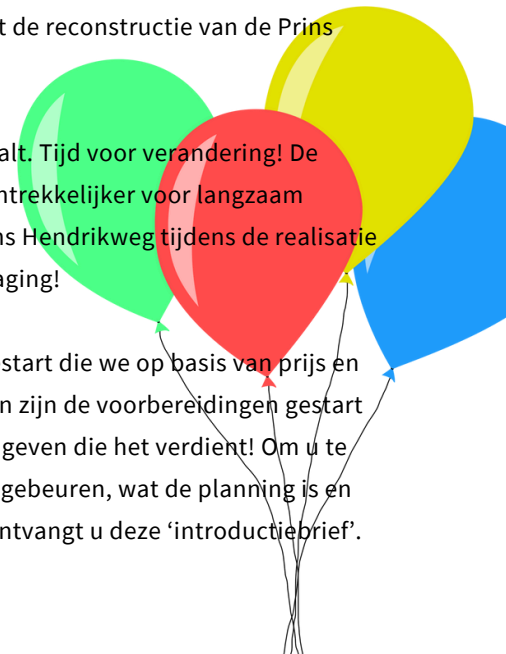 t de reconstructie van de Prins
alt. Tijd voor verandering! De
ntrekkelijker voor langzaam
ns Hendrikweg tijdens de realisatie
aging!
estart die we op basis van prijs en
n zijn de voorbereidingen gestart
geven die het verdient! Om u te
gebeuren, wat de planning is en
ntvangt u deze ‘introductiebrief’.